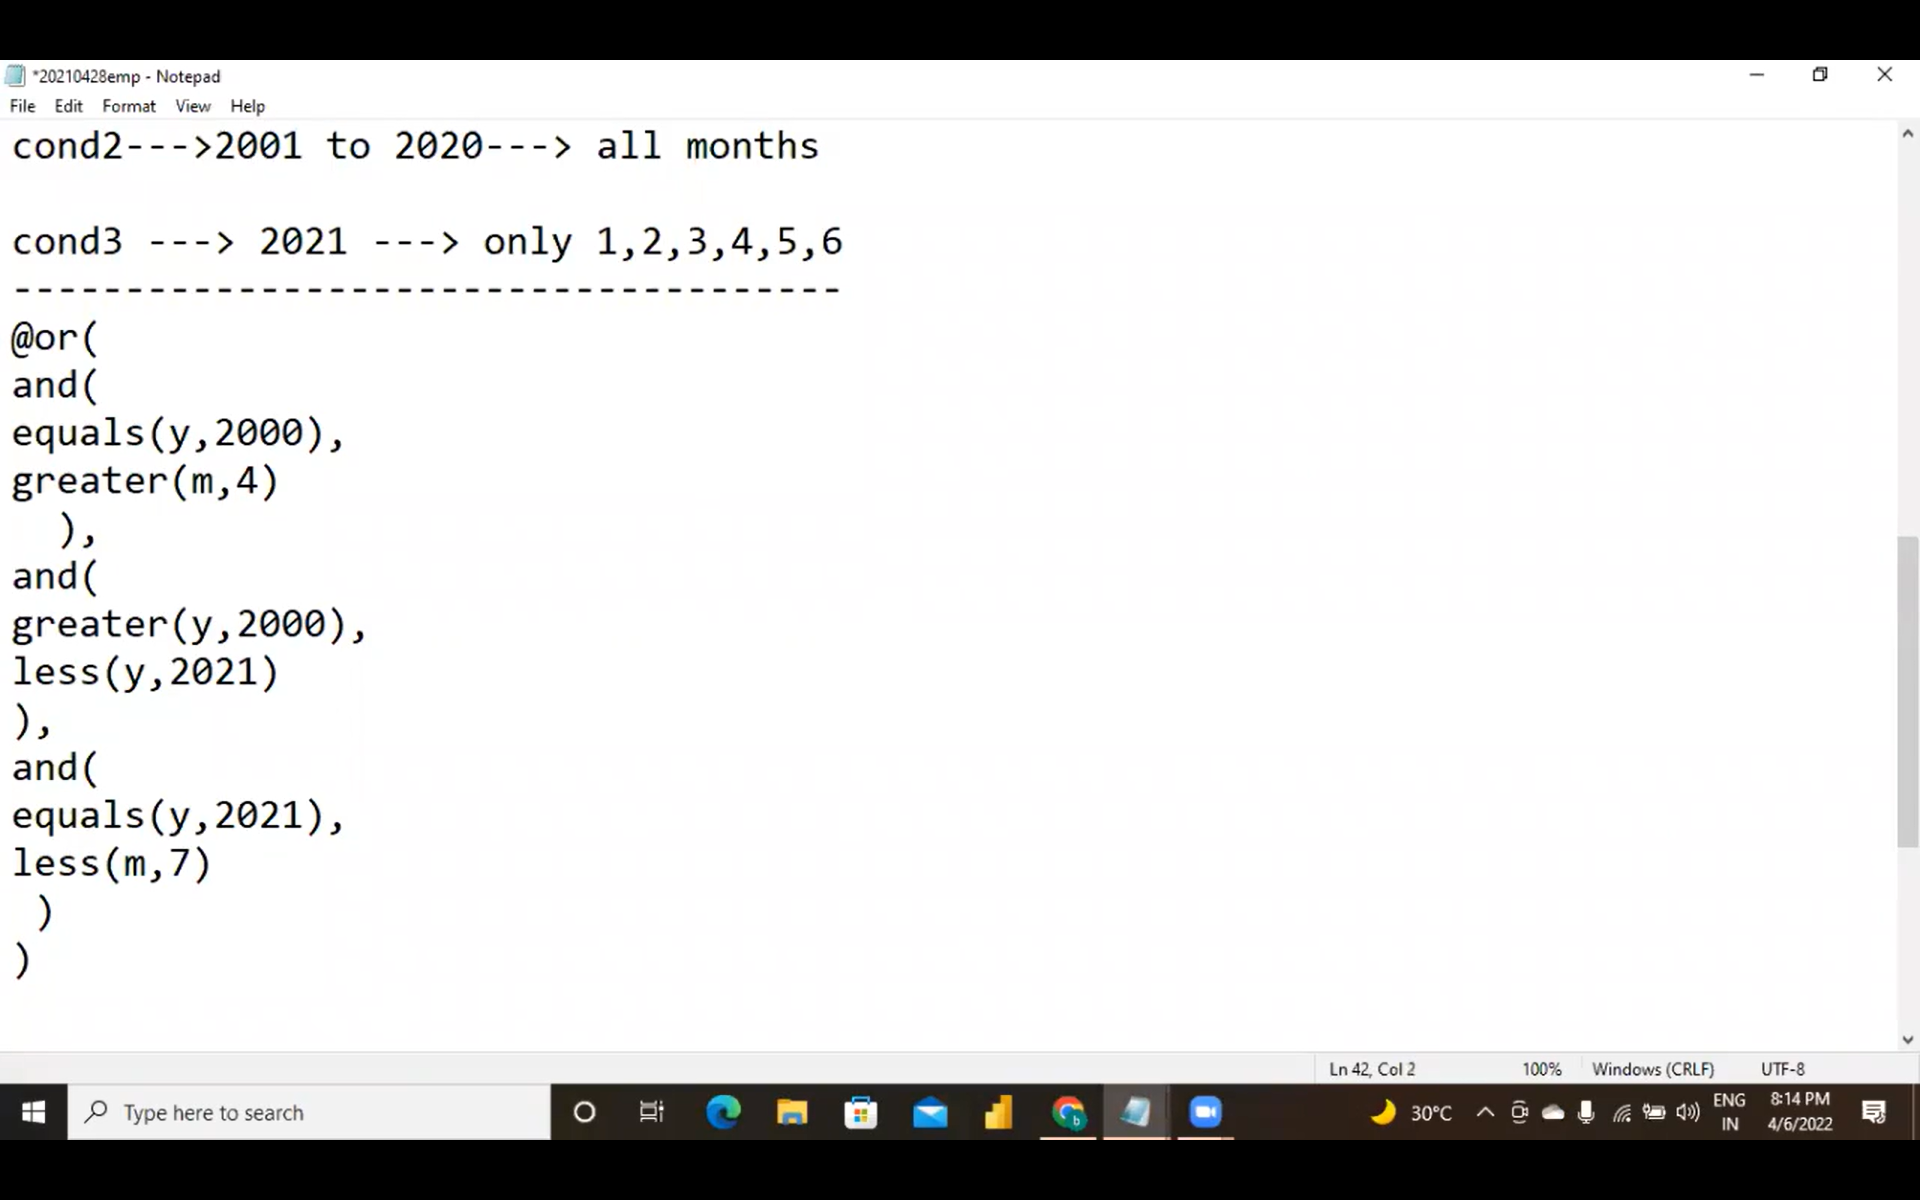 *20210428emp - Notepad
File Edit Format View Help
cond2--->2001 to 2020---> all months
cond3 ---> 2021 ---> only 1,2,3,4,5,6
-------------------------------------
@or(
and(
equals(y,2000),
greater(m,4)
),
and(
greater(y,2000),
less(y,2021)
),
and(
equals(y,2021),
less(m,7)
)
)
Ln 42, Col 2 100% Windows (CRLF) UTF-8
Type here to search
30°C
ENG
IN
8:14 PM
4/6/2022